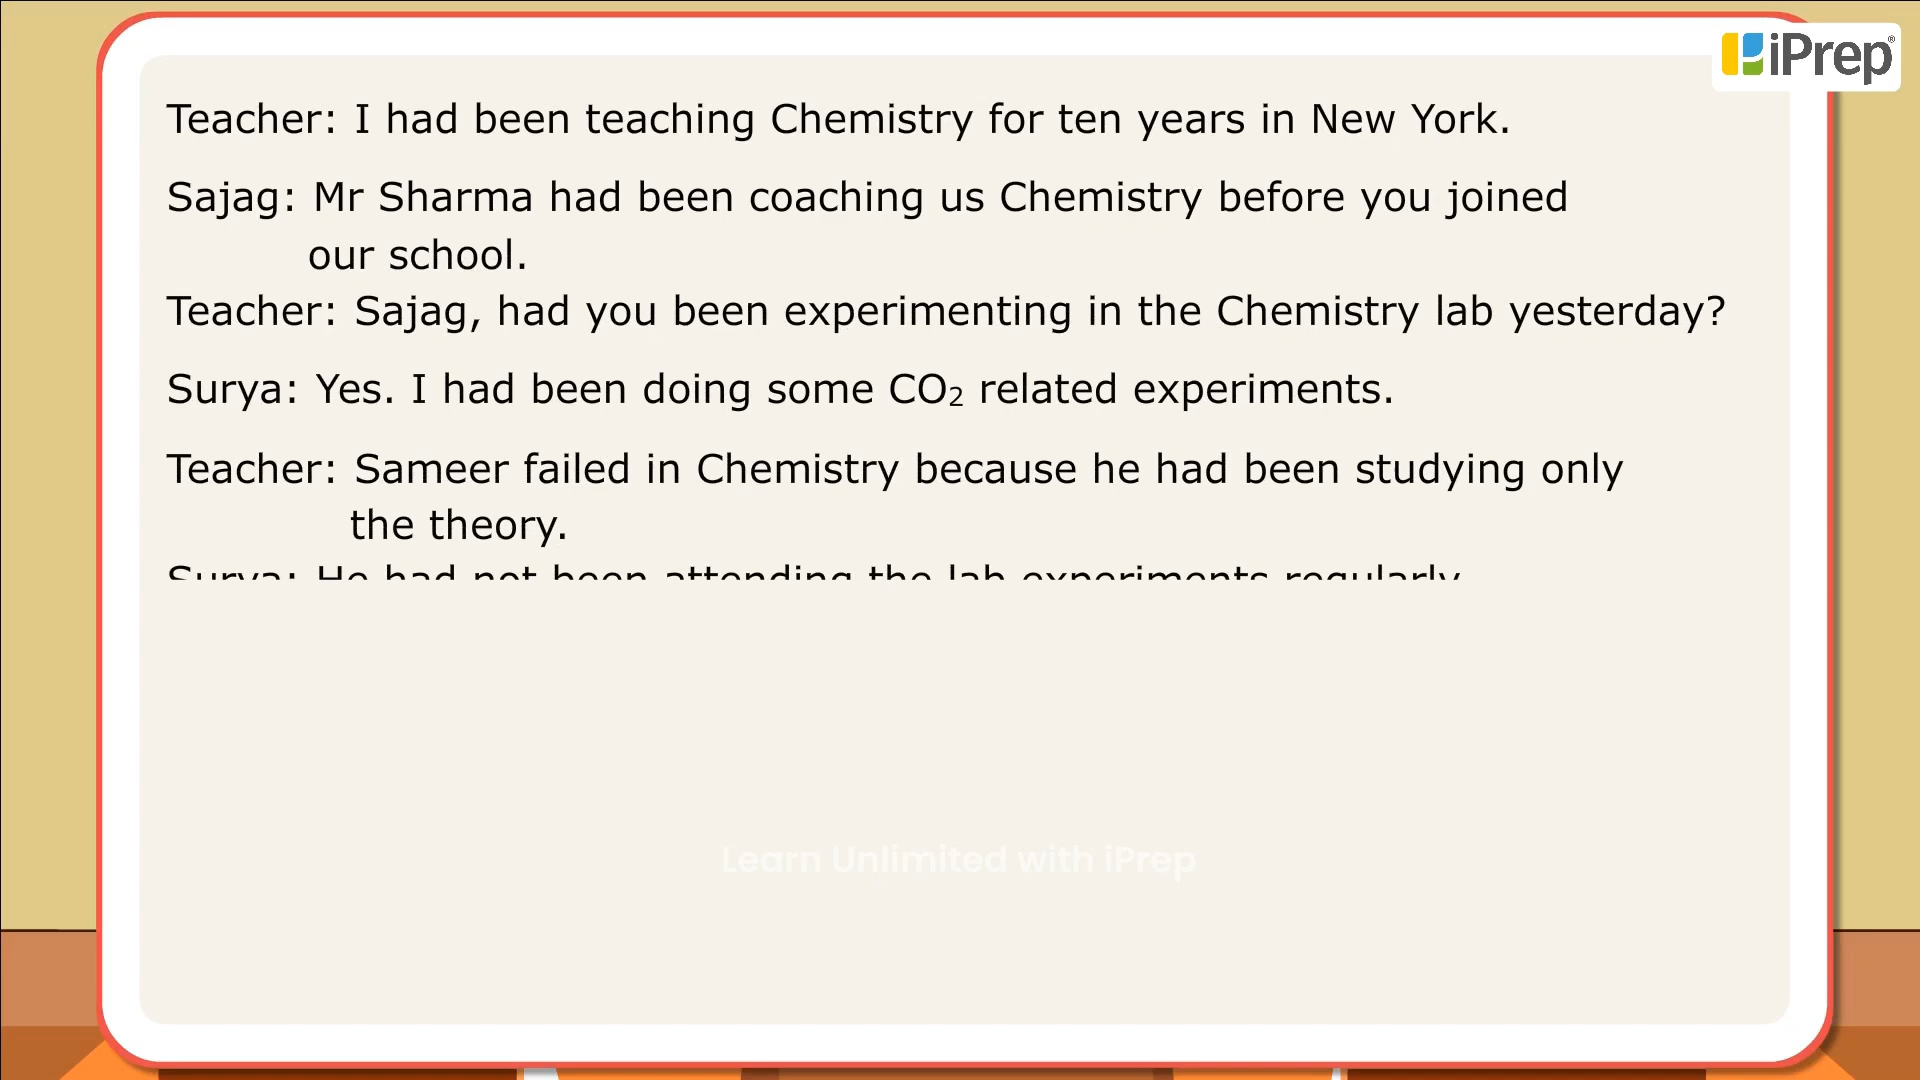 iPrep®
Teacher: I had been teaching Chemistry for ten years in New York.
Sajag: Mr Sharma had been coaching us Chemistry before you joined
our school.
Teacher: Sajag, had you been experimenting in the Chemistry lab yesterday?
Surya: Yes. I had been doing some CO₂ related experiments.
Teacher: Sameer failed in Chemistry because he had been studying only
the theory.
Surya: He had not been attending the lab experiments regularly
Learn Unlimited with iPrep